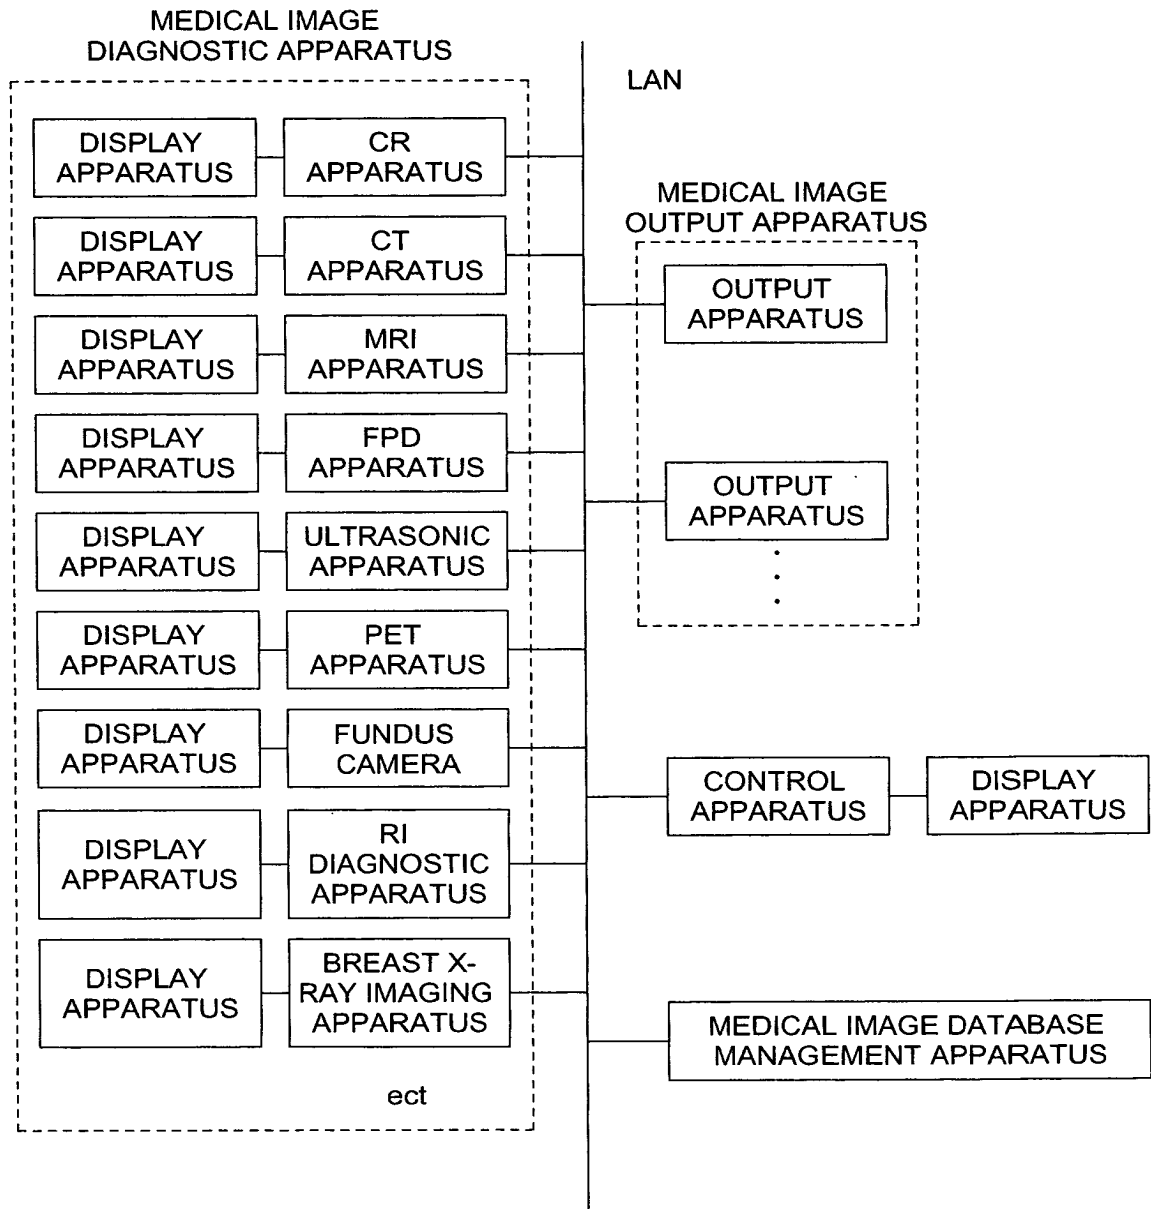 MEDICAL IMAGE
DIAGNOSTIC APPARATUS
DISPLAY
APPARATUS
CR
APPARATUS
DISPLAY
APPARATUS
CT
APPARATUS
DISPLAY
APPARATUS
MRI
APPARATUS
DISPLAY
APPARATUS
FPD
APPARATUS
DISPLAY
APPARATUS
ULTRASONIC
APPARATUS
DISPLAY
APPARATUS
PET
APPARATUS
DISPLAY
APPARATUS
FUNDUS
CAMERA
DISPLAY
APPARATUS
RI
DIAGNOSTIC
APPARATUS
DISPLAY
APPARATUS
BREAST X-
RAY IMAGING
APPARATUS
ect
LAN
MEDICAL IMAGE
OUTPUT APPARATUS
OUTPUT
APPARATUS
OUTPUT
APPARATUS
CONTROL
APPARATUS
DISPLAY
APPARATUS
MEDICAL IMAGE DATABASE
MANAGEMENT APPARATUS